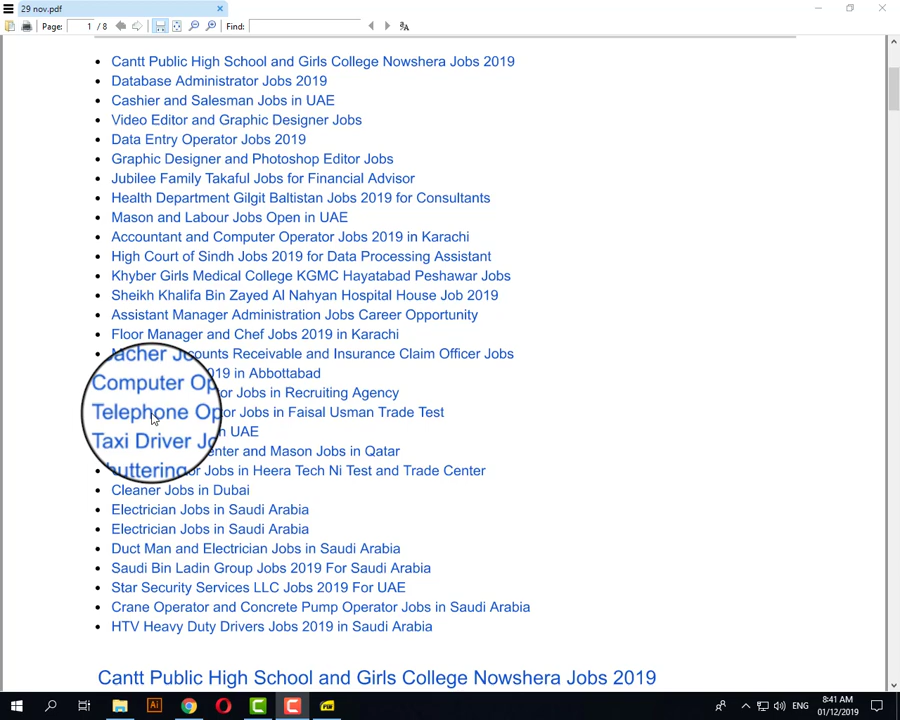 29 nov.pdf
Page: 1 / 8 Find:
Cantt Public High School and Girls College Nowshera Jobs 2019
Database Administrator Jobs 2019
Cashier and Salesman Jobs in UAE
Video Editor and Graphic Designer Jobs
Data Entry Operator Jobs 2019
Graphic Designer and Photoshop Editor Jobs
Jubilee Family Takaful Jobs for Financial Advisor
Health Department Gilgit Baltistan Jobs 2019 for Consultants
Mason and Labour Jobs Open in UAE
Accountant and Computer Operator Jobs 2019 in Karachi
High Court of Sindh Jobs 2019 for Data Processing Assistant
Khyber Girls Medical College KGMC Hayatabad Peshawar Jobs
Sheikh Khalifa Bin Zayed Al Nahyan Hospital House Job 2019
Assistant Manager Administration Jobs Career Opportunity
Floor Manager and Chef Jobs 2019 in Karachi
counts Receivable and Insurance Claim Officer Jobs
019 in Abbottabad
Computer Op or Jobs in Recruiting Agency
Telephone Op or Jobs in Faisal Usman Trade Test
Taxi Driver Jo n UAE
enter and Mason Jobs in Qatar
or Jobs in Heera Tech Ni Test and Trade Center
Cleaner Jobs in Dubai
Electrician Jobs in Saudi Arabia
Electrician Jobs in Saudi Arabia
Duct Man and Electrician Jobs in Saudi Arabia
Saudi Bin Ladin Group Jobs 2019 For Saudi Arabia
Star Security Services LLC Jobs 2019 For UAE
Crane Operator and Concrete Pump Operator Jobs in Saudi Arabia
HTV Heavy Duty Drivers Jobs 2019 in Saudi Arabia
Cantt Public High School and Girls College Nowshera Jobs 2019
Ai
ENG
8:41 AM
01/12/2019